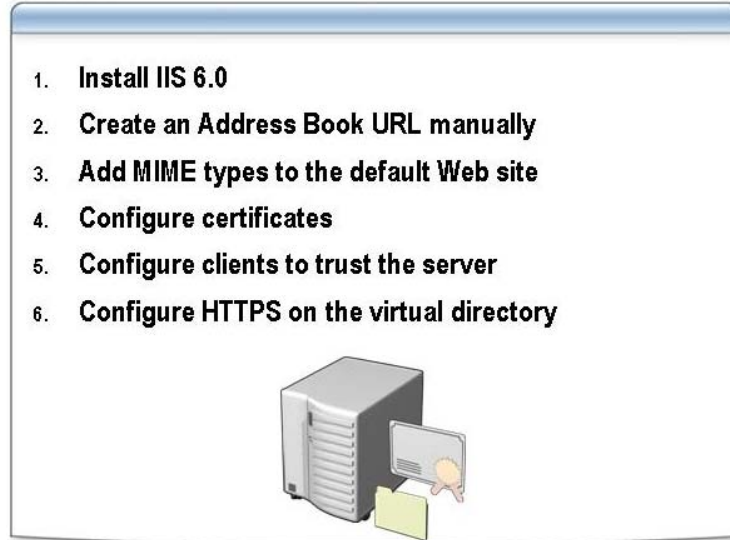 1. Install IIS 6.0
2. Create an Address Book URL manually
3. Add MIME types to the default Web site
4. Configure certificates
5. Configure clients to trust the server
6. Configure HTTPS on the virtual directory